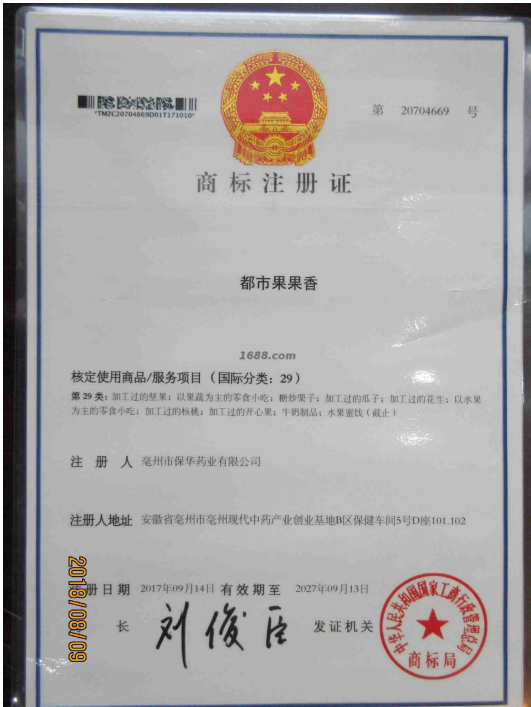 *TMZC20704669D01T171010*
第 20704669 号
商标注册证
都市果果香
1688.com
核定使用商品/服务项目（国际分类：29）
第29类：加工过的坚果；以果蔬为主的零食小吃；糖炒栗子；加工过的瓜子；加工过的花生；以水果
为主的零食小吃；加工过的核桃；加工过的开心果；牛奶制品；水果蜜饯（截止）
注册人 亳州市保华药业有限公司
注册人地址 安徽省亳州市亳州现代中药产业创业基地B区保健车间5号D座101.102
注册日期 2017年09月14日 有效期至 2027年09月13日
长 刘俊臣 发证机关
中华人民共和国国家工商行政管理总局
商标局
2018/08/09